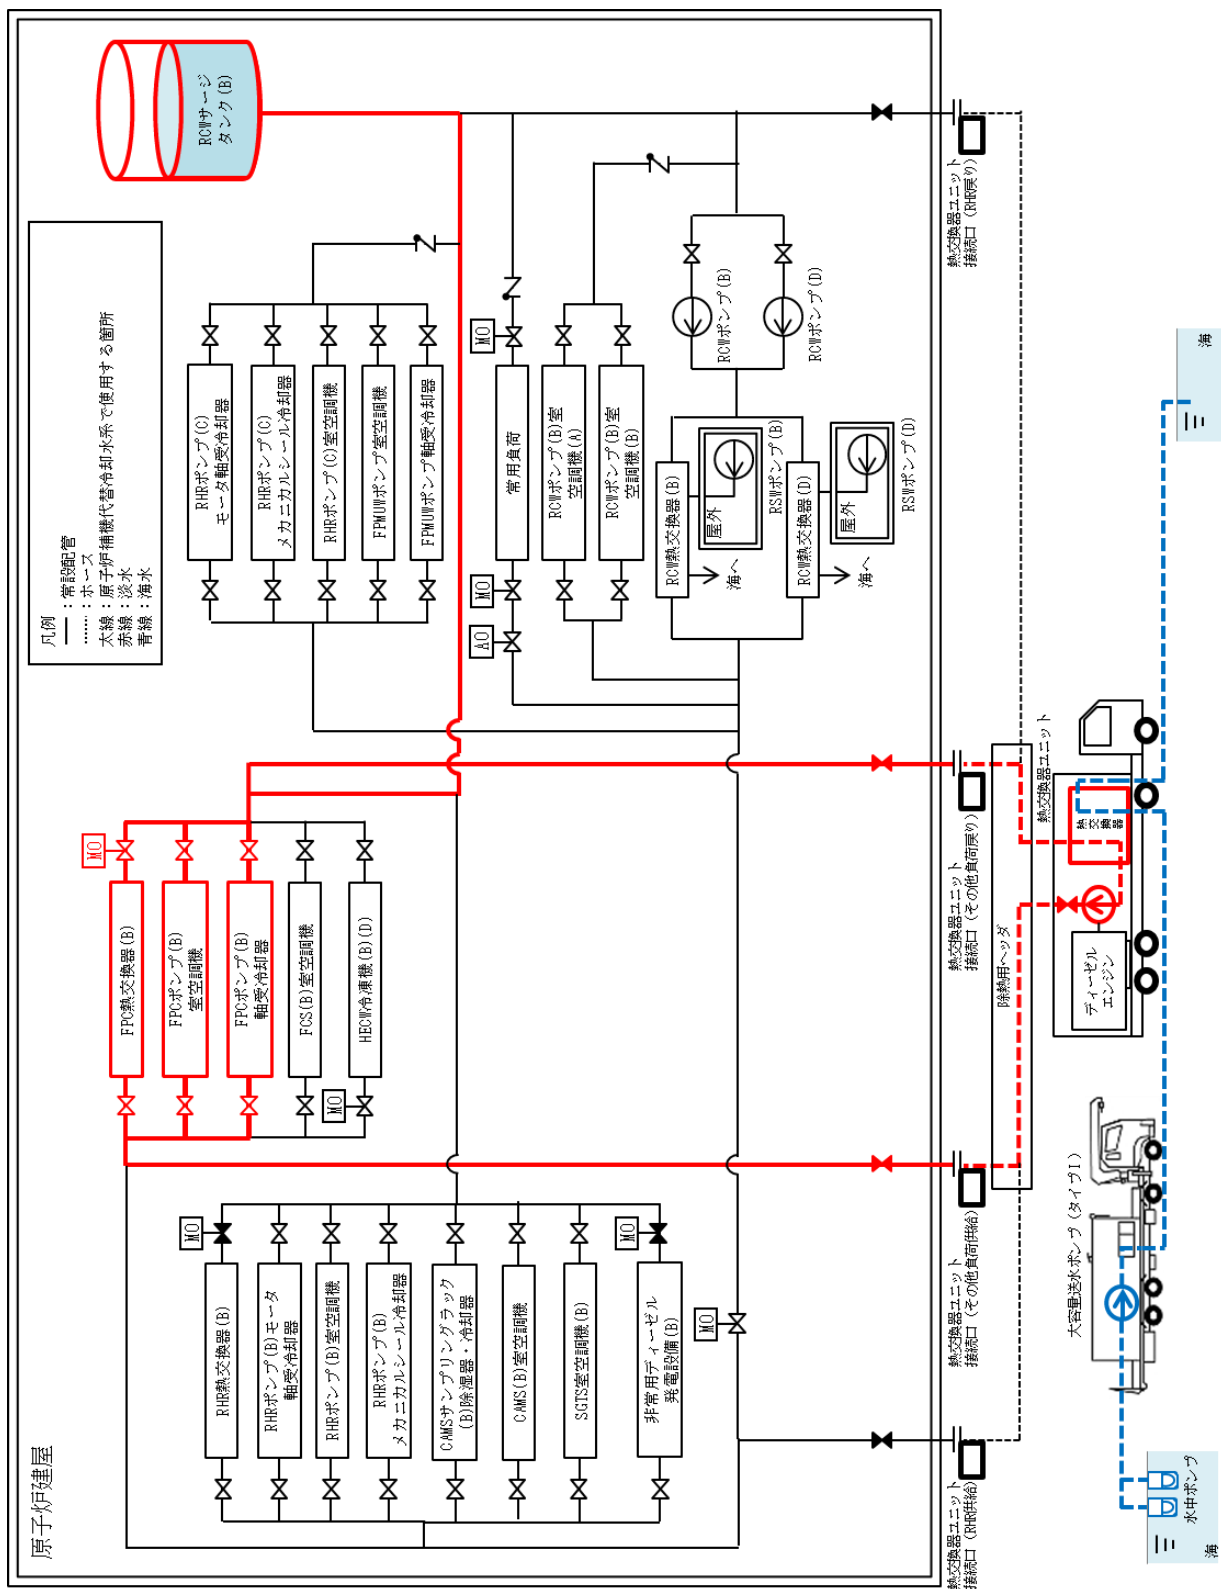 原子炉建屋
凡例
━━ :常設配管
……:ホース
太線:原子炉補機代替冷却水系で使用する箇所
赤線:淡水
青線:海水
RCWサージ
タンク(B)
MO
RHR熱交換器(B)
RHRポンプ(B)モータ
軸受冷却器
RHRポンプ(B)室空調機
RHRポンプ(B)
メカニカルシール冷却器
CAMSサンプリングラック
(B)除湿器・冷却器
CAMS(B)室空調機
SGTS室空調機(B)
MO
非常用ディーゼル
発電設備(B)
MO
MO
FPC熱交換器(B)
FPCポンプ(B)
室空調機
FPCポンプ(B)
軸受冷却器
FCS(B)室空調機
MO
HECW冷凍機(B)(D)
RHRポンプ(C)
モータ軸受冷却器
RHRポンプ(C)
メカニカルシール冷却器
RHRポンプ(C)室空調機
FPMUWポンプ室空調機
FPMUWポンプ軸受冷却器
AO
MO
常用負荷
MO
RCWポンプ(B)室
空調機(A)
RCWポンプ(B)室
空調機(B)
RCW熱交換器(B)
海へ
屋外
RSWポンプ(B)
RCW熱交換器(D)
海へ
屋外
RSWポンプ(D)
RCWポンプ(B)
RCWポンプ(D)
熱交換器ユニット
接続口(RHR供給)
熱交換器ユニット
接続口(その他負荷供給)
熱交換器ユニット
接続口(その他負荷戻り)
熱交換器ユニット
接続口(RHR戻り)
除熱用ヘッダ
熱交換器ユニット
ディーゼル
エンジン
熱交換器
大容量送水ポンプ(タイプⅠ)
水中ポンプ
海
海